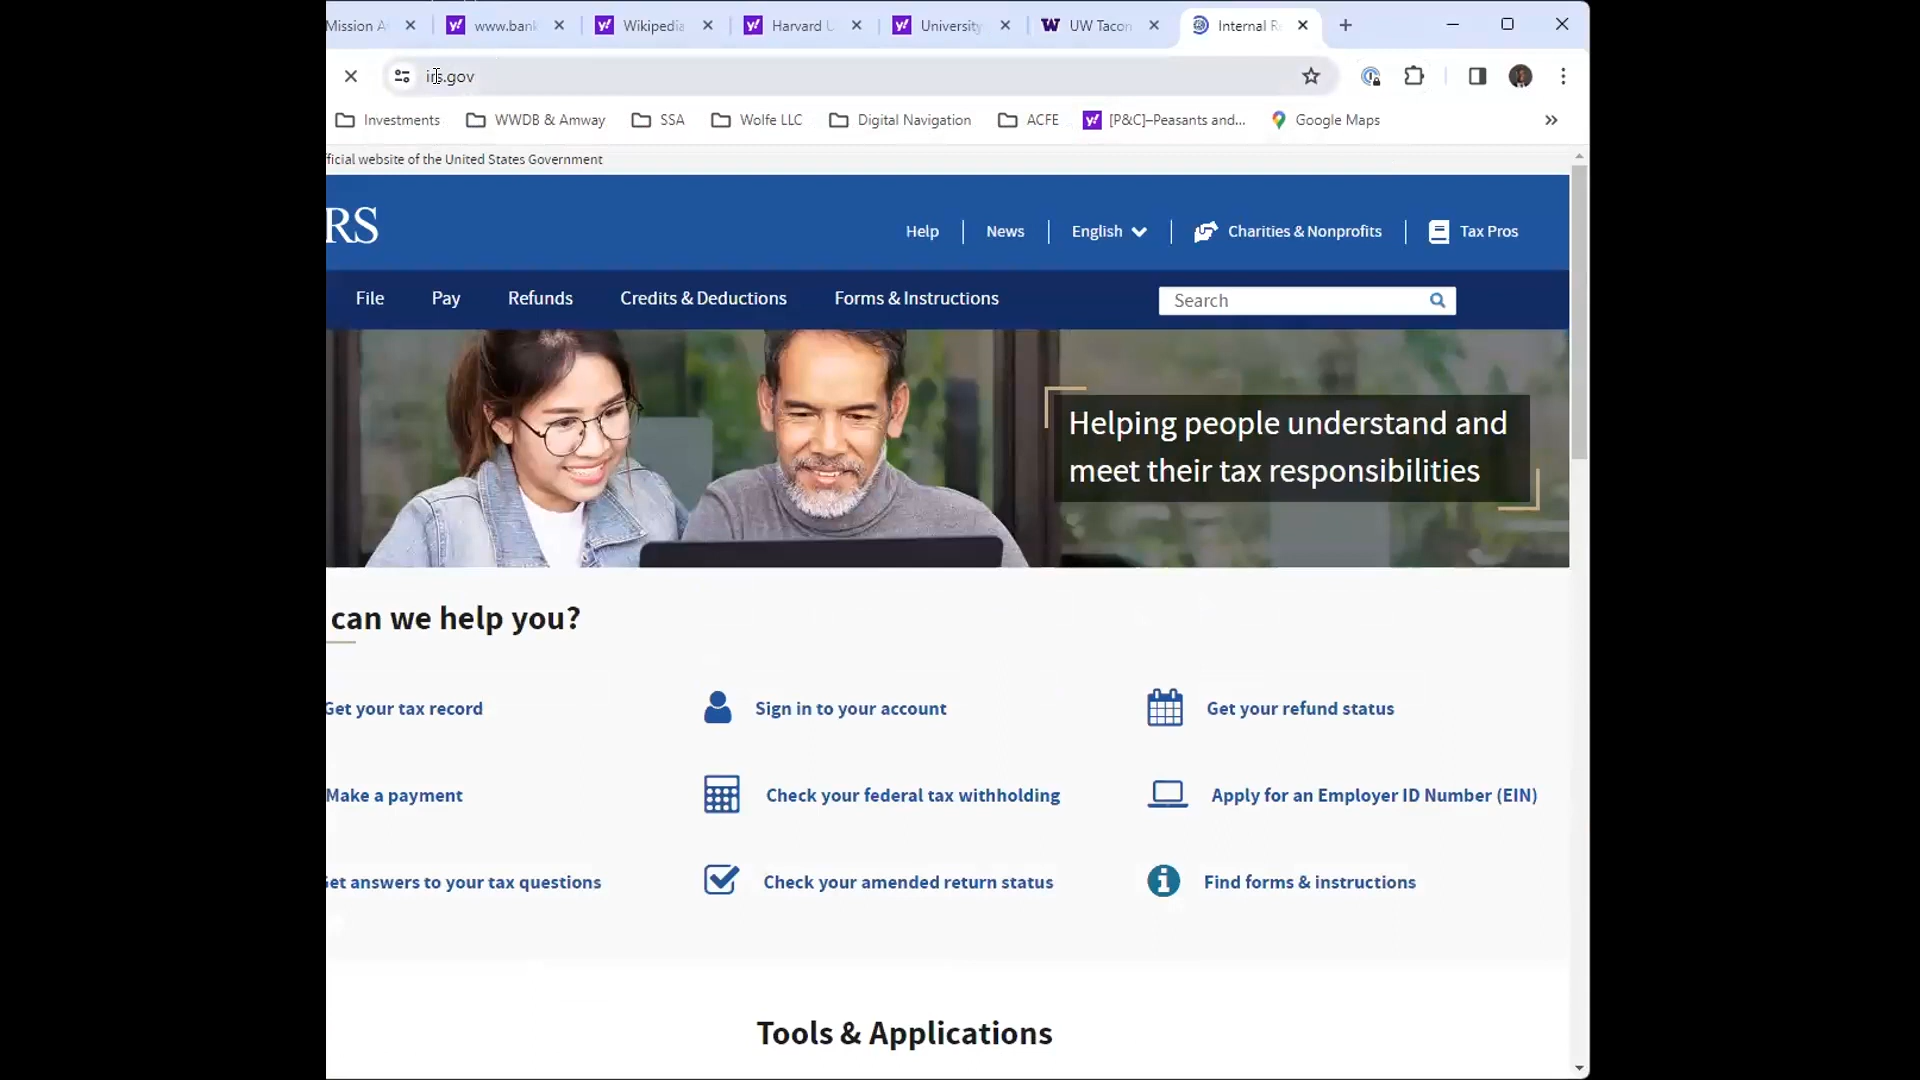 Mission A
www.bank
Wikipedia
Harvard U
University
UW Tacon
Internal Re
irs.gov
Investments
WWDB & Amway
SSA
Wolfe LLC
Digital Navigation
ACFE
[P&C]–Peasants and...
Google Maps
»
ficial website of the United States Government
RS
Help
News
English
Charities & Nonprofits
Tax Pros
File
Pay
Refunds
Credits & Deductions
Forms & Instructions
Search
Helping people understand and
meet their tax responsibilities
can we help you?
Get your tax record
Sign in to your account
Get your refund status
Make a payment
Check your federal tax withholding
Apply for an Employer ID Number (EIN)
Get answers to your tax questions
Check your amended return status
Find forms & instructions
Tools & Applications